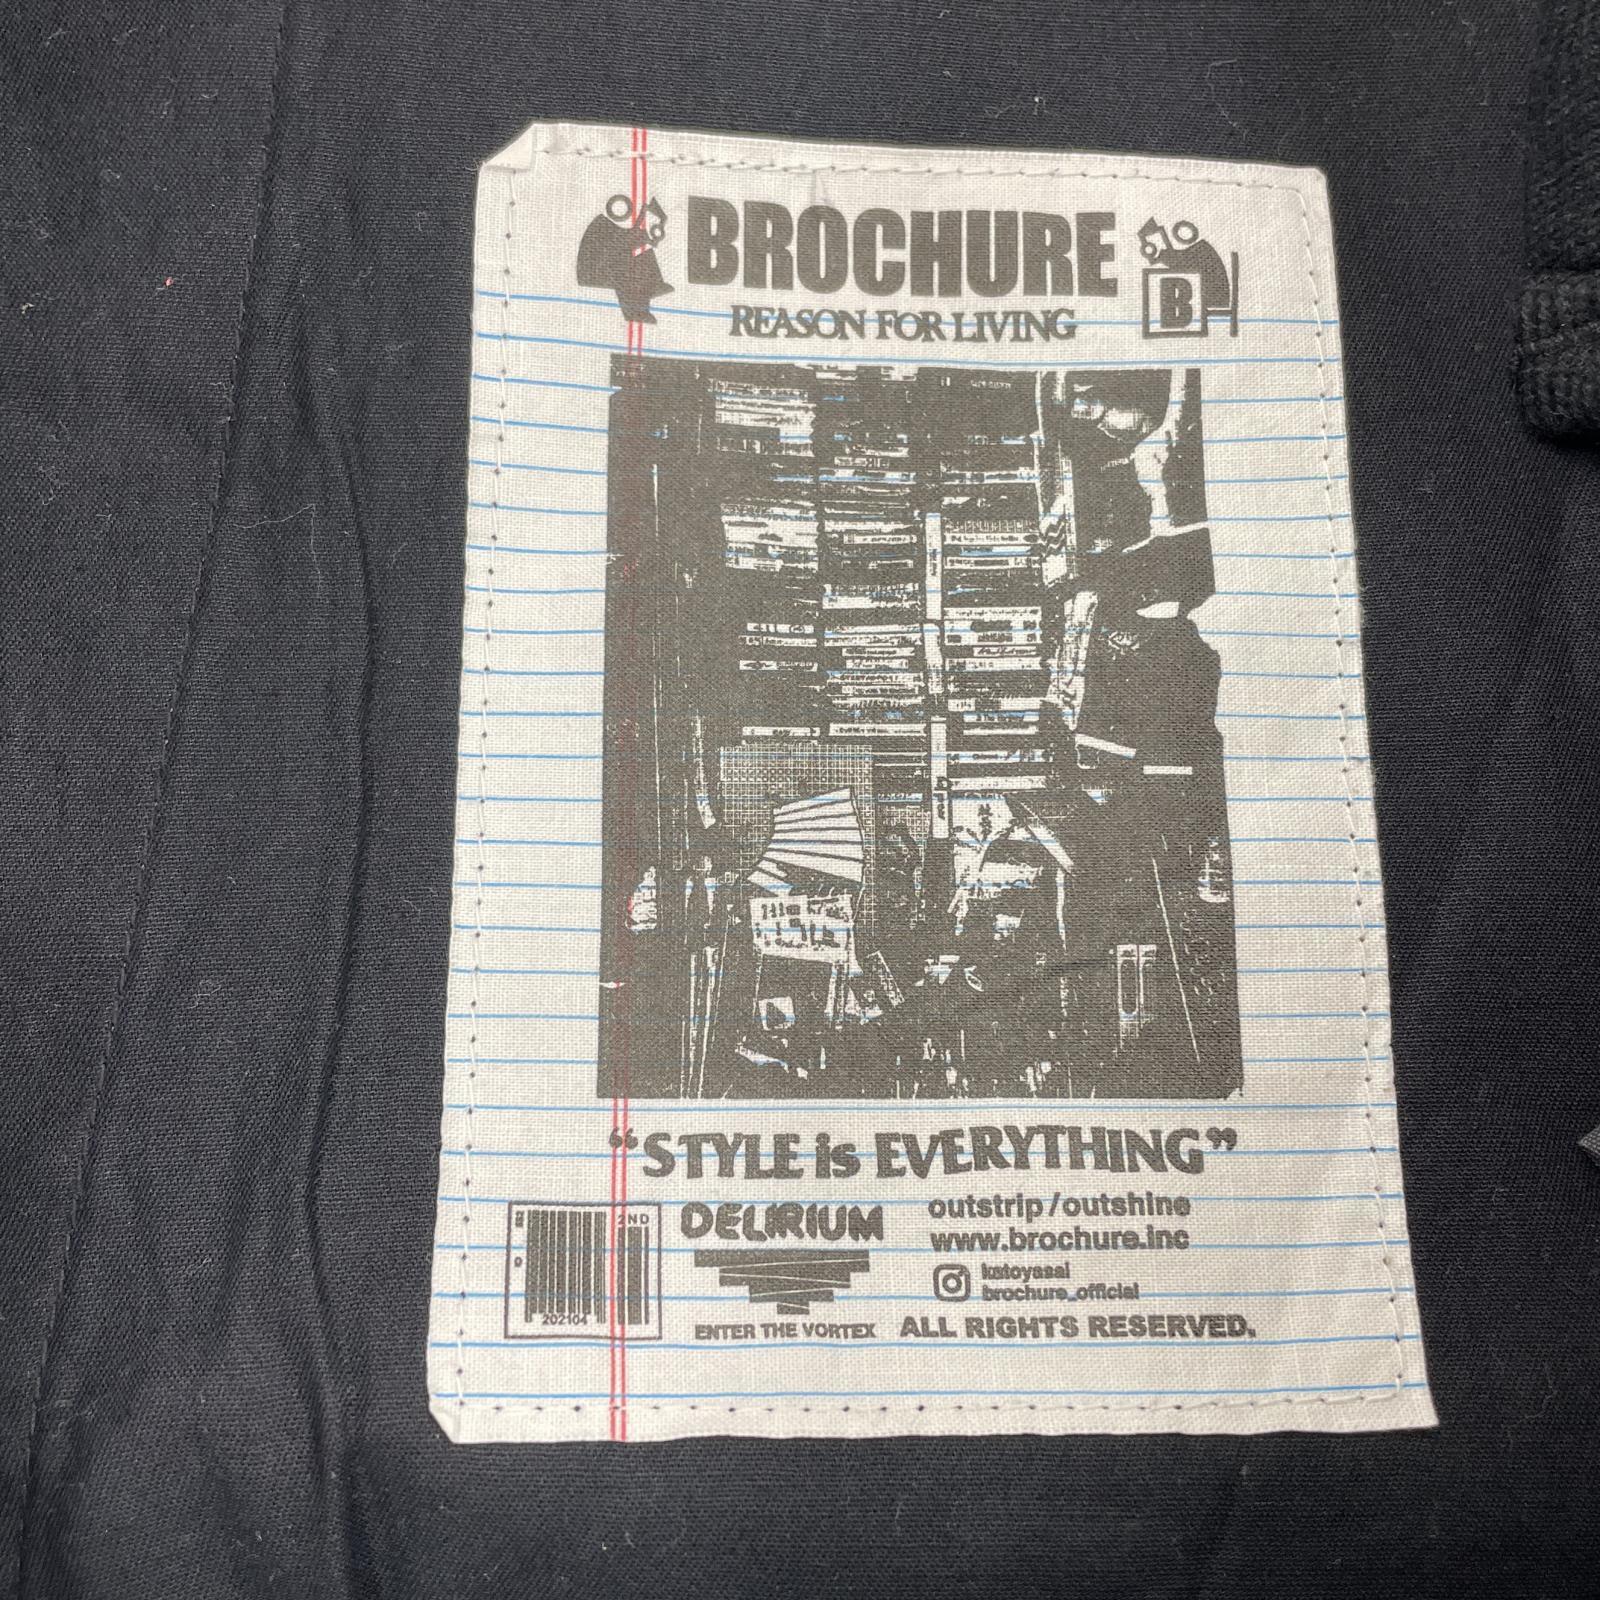 BROCHURE
REASON FOR LIVING
B
“STYLE is EVERYTHING”
2ND
202104
DELIRIUM
ENTER THE VORTEX
outstrip/outshine
www.brochure.inc
katoyasai
brochure_official
ALL RIGHTS RESERVED.